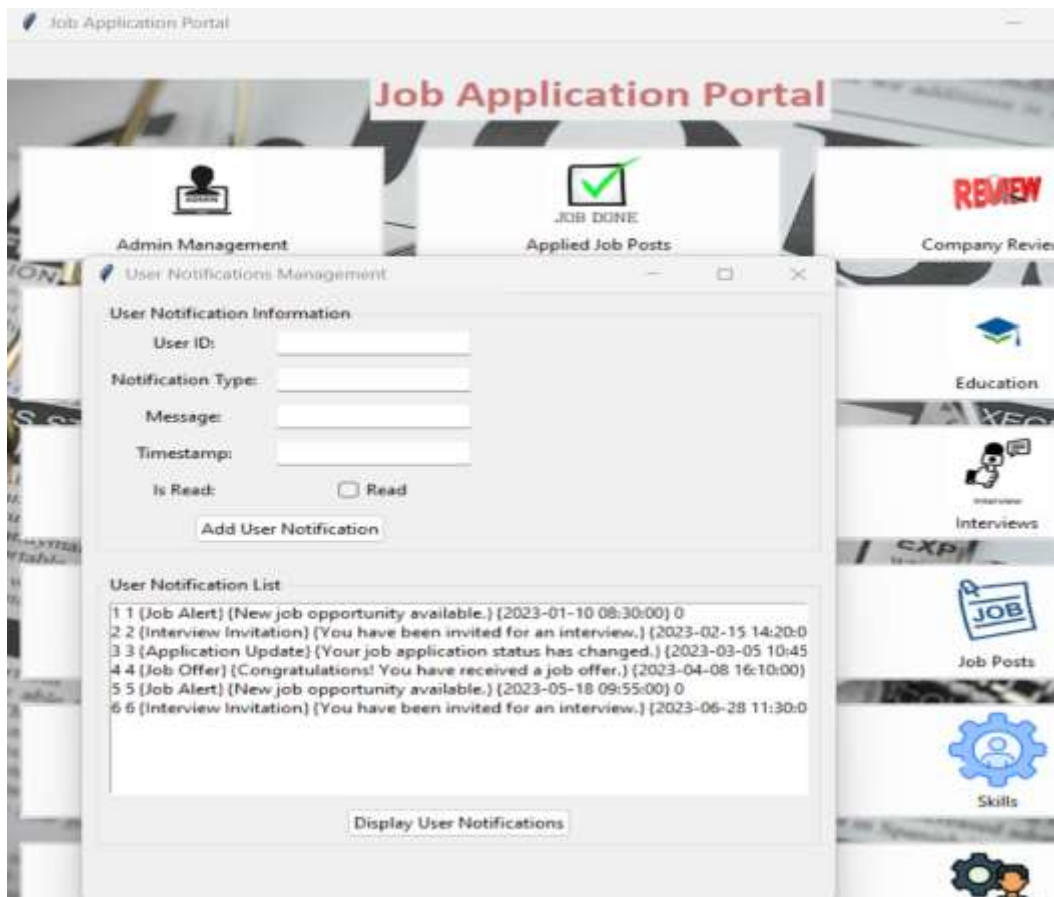 Job Application Portal
Job Application Portal
ADMIN
JOB DONE
REVIEW
Admin Management
Applied Job Posts
Company Revie
User Notifications Management
User Notification Information
User ID:
Notification Type:
Message:
Timestamp:
Is Read:
Read
Add User Notification
Education
Interview
Interviews
EXP
JOB
Job Posts
Skills
User Notification List
1 1 {Job Alert} {New job opportunity available.} {2023-01-10 08:30:00} 0
2 2 {Interview Invitation} {You have been invited for an interview.} {2023-02-15 14:20:0
3 3 {Application Update} {Your job application status has changed.} {2023-03-05 10:45
4 4 {Job Offer} {Congratulations! You have received a job offer.} {2023-04-08 16:10:00}
5 5 {Job Alert} {New job opportunity available.} {2023-05-18 09:55:00} 0
6 6 {Interview Invitation} {You have been invited for an interview.} {2023-06-28 11:30:0
Display User Notifications